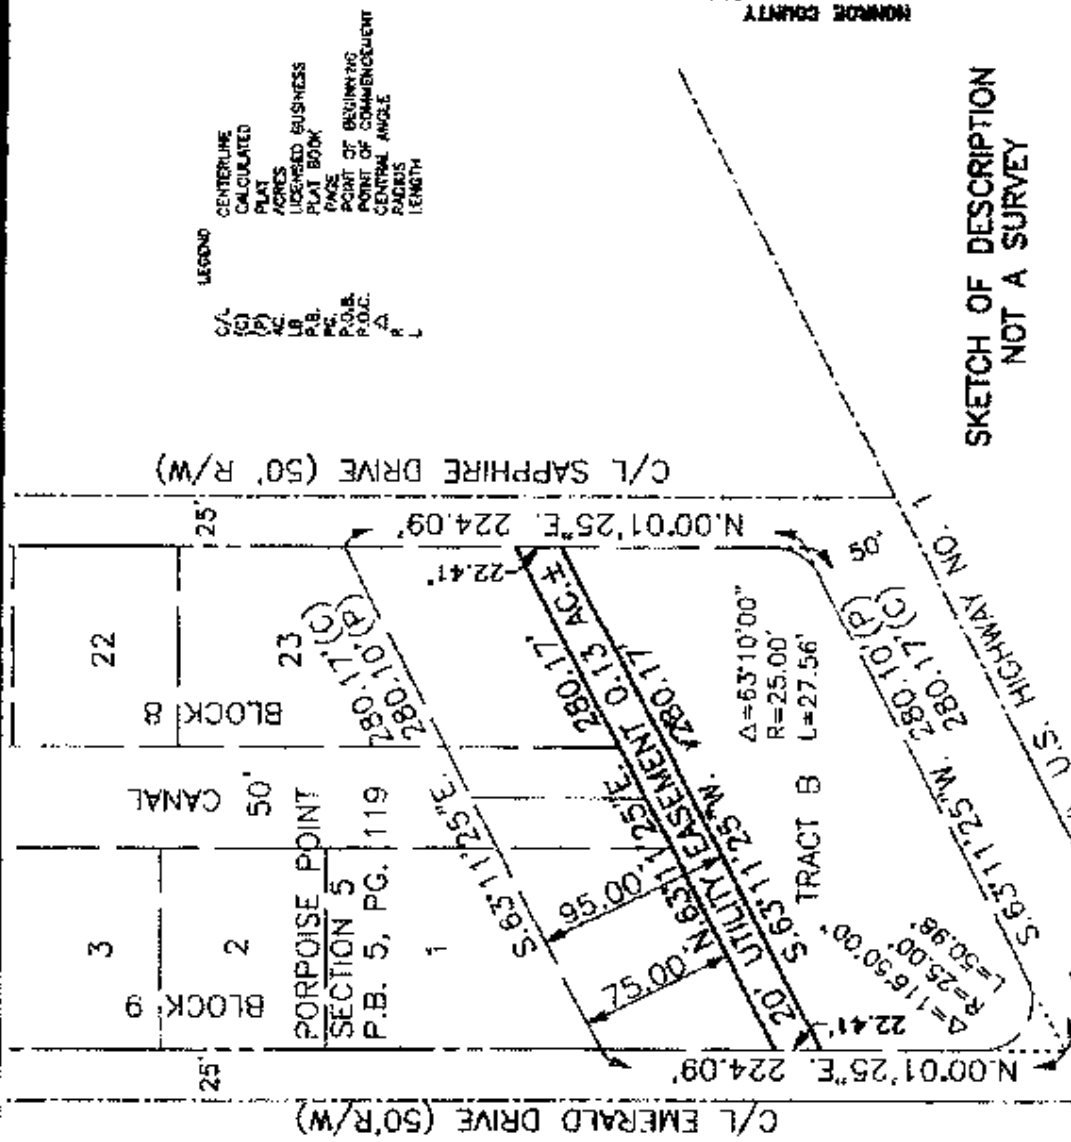 MONROE COUNTY
LEGEND
C/L CENTERLINE
(C) CALCULATED
(P) PLAT
AC. ACRES
LB LICENSED BUSINESS
P.B. PLAT BOOK
PG. PAGE
P.O.B. POINT OF BEGINNING
P.O.C. POINT OF COMMENCEMENT
Δ CENTRAL ANGLE
R RADIUS
L LENGTH
SKETCH OF DESCRIPTION
NOT A SURVEY
C/L SAPPHIRE DRIVE (50' R/W)
25'
N.00°01'25"E. 224.09'
22.41'
22
23
BLOCK 8
280.17'(C)
280.10'(P)
S.63°11'25"E.
CANAL
50'
PORPOISE POINT
SECTION 5
P.B. 5, PG. 119
3
2
1
BLOCK 9
25'
95.00'
75.00'
N.63°11'25"E. 280.17'
20' UTILITY EASEMENT 0.13 AC.±
S.63°11'25"W. 280.17'
TRACT B
Δ=63°10'00"
R=25.00'
L=27.56'
Δ=116°50'00"
R=25.00'
L=50.98'
22.41'
S.63°11'25"W. 280.10'(P)
280.17'(C)
50'
U.S. HIGHWAY NO. 1
N.00°01'25"E. 224.09'
C/L EMERALD DRIVE (50'R/W)